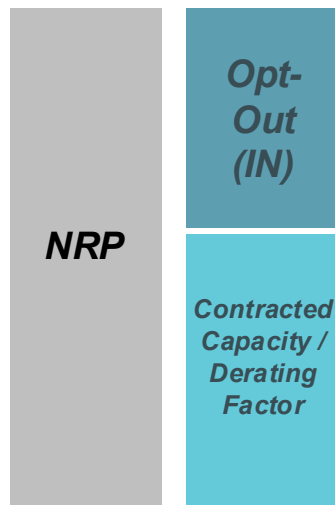 NRP
Opt-
Out
(IN)
Contracted
Capacity /
Derating
Factor